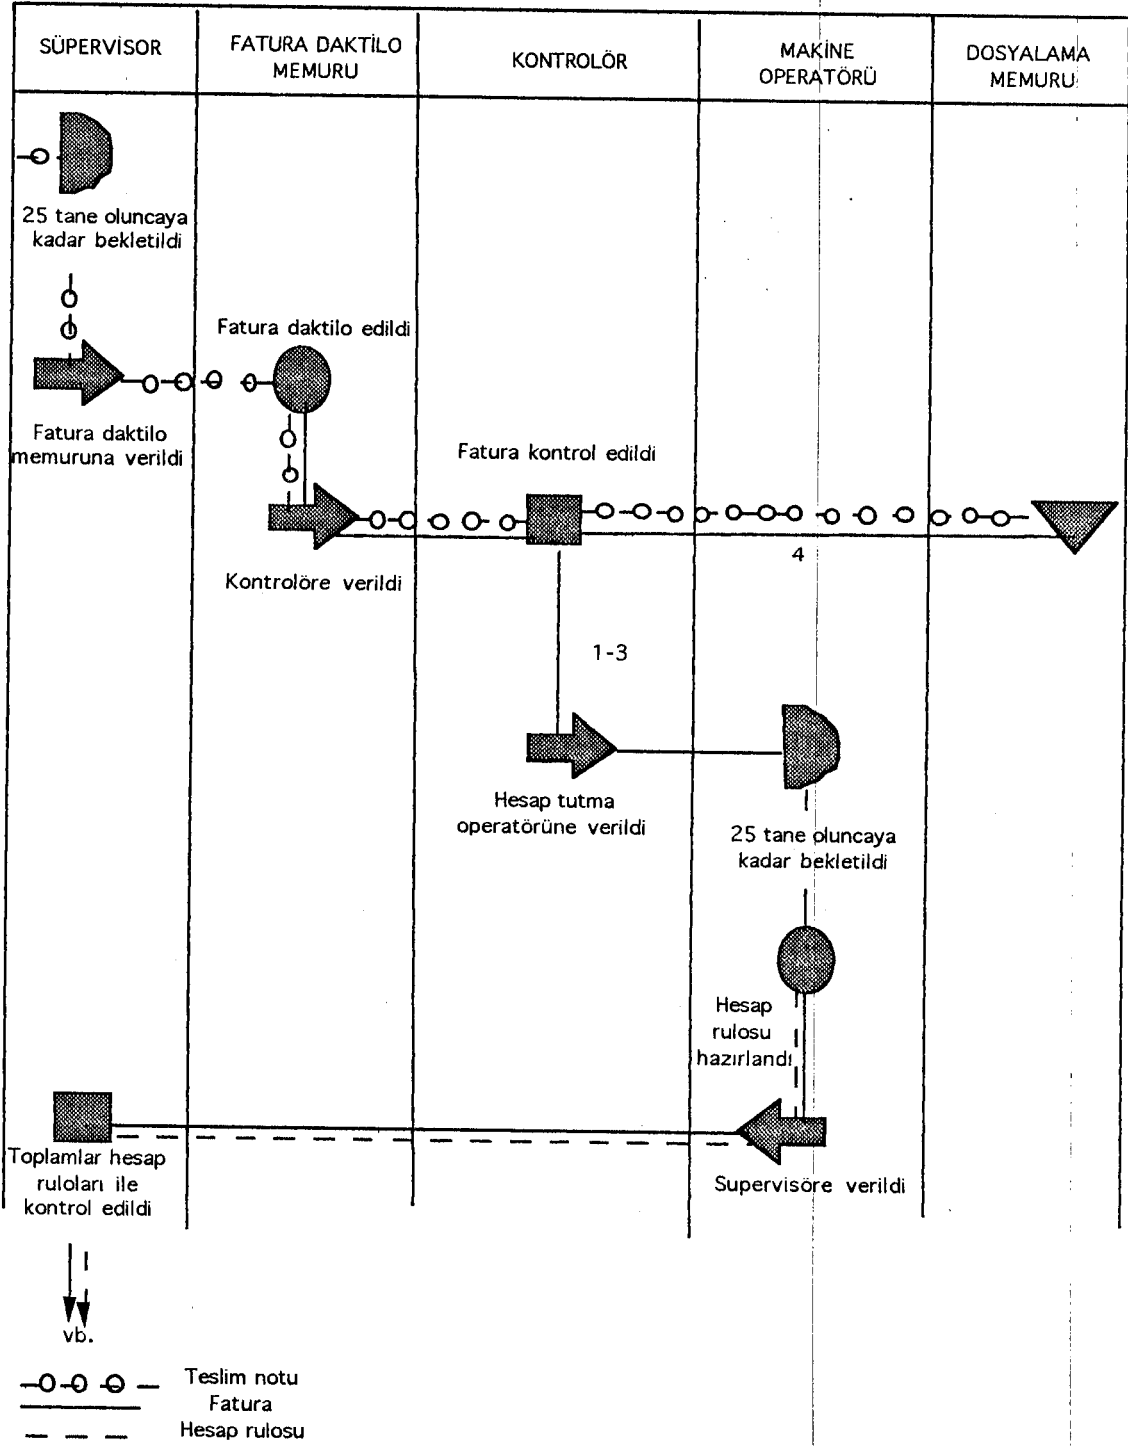 SÜPERVİSOR
FATURA DAKTİLO
MEMURU
KONTROLÖR
MAKİNE
OPERATÖRÜ
DOSYALAMA
MEMURU
25 tane oluncaya
kadar bekletildi
Fatura daktilo edildi
Fatura daktilo
memuruna verildi
Fatura kontrol edildi
Kontrolöre verildi
4
1-3
Hesap tutma
operatörüne verildi
25 tane oluncaya
kadar bekletildi
Hesap
rulosu
hazırlandı
Supervisöre verildi
Toplamlar hesap
ruloları ile
kontrol edildi
vb.
Teslim notu
Fatura
Hesap rulosu